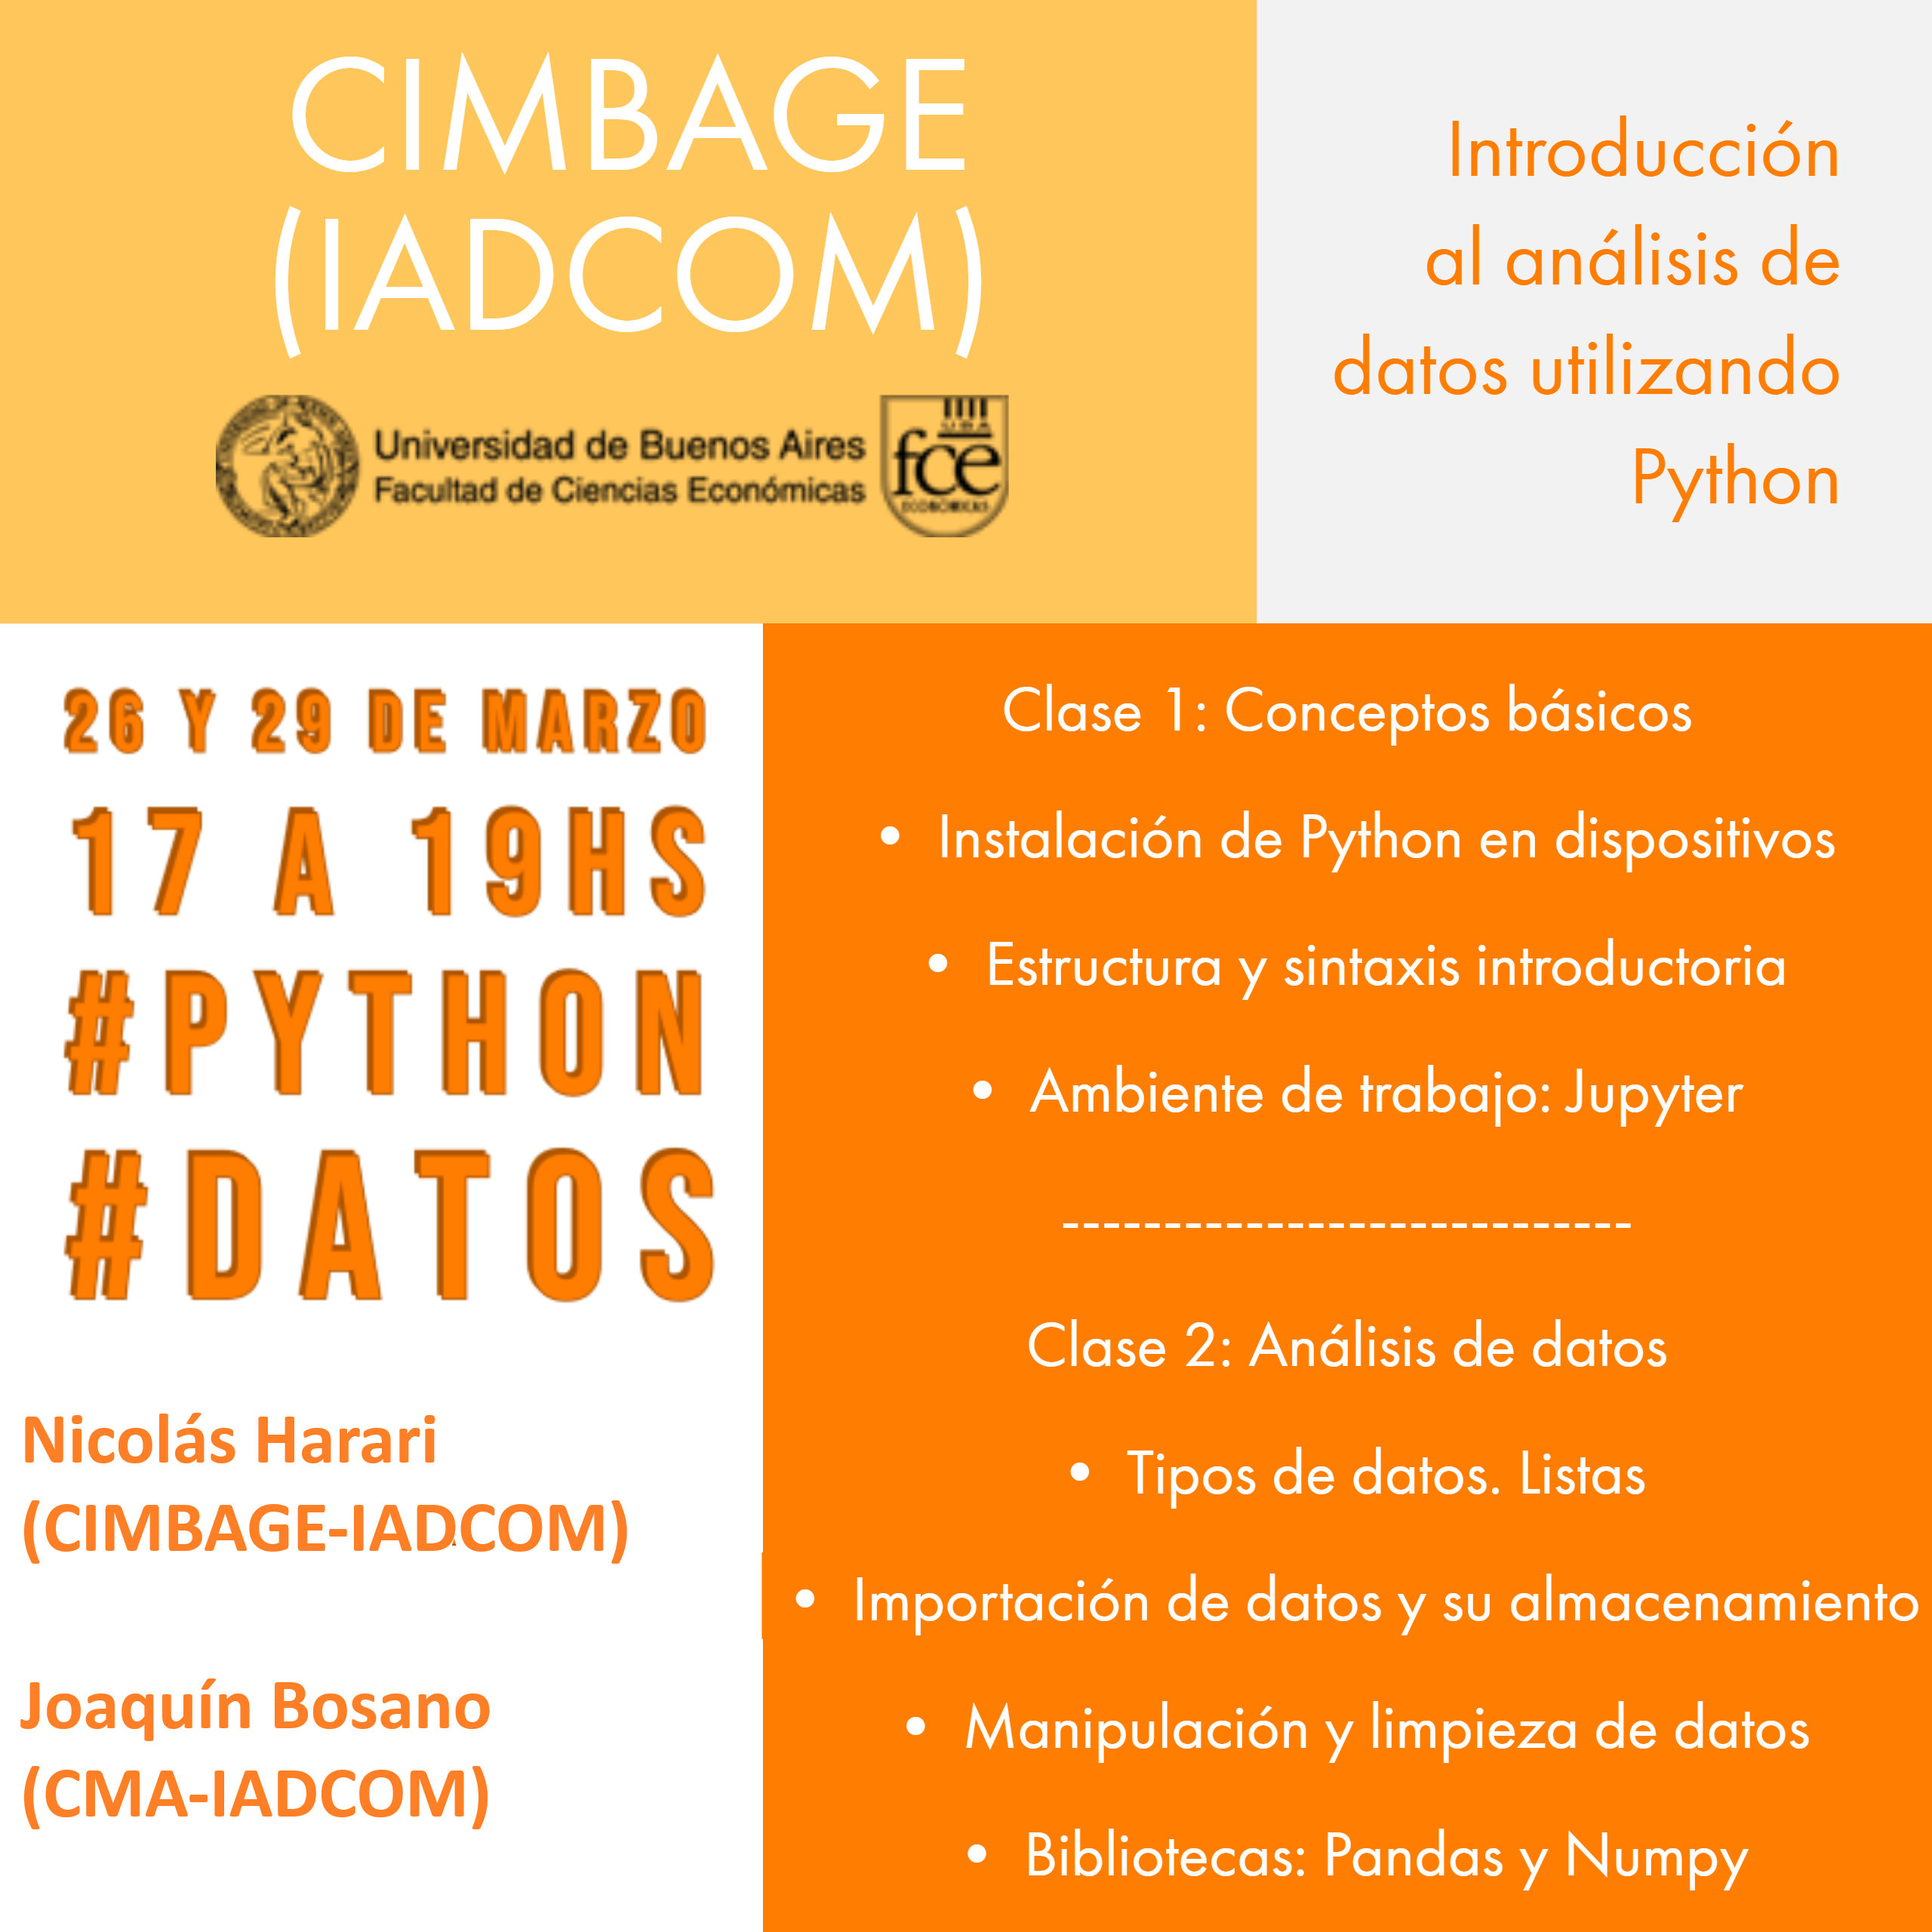 CIMBAGE
(IADCOM)
Universidad de Buenos Aires
Facultad de Ciencias Económicas
UBA
fce
ECONÓMICAS
Introducción
al análisis de
datos utilizando
Python
26 Y 29 DE MARZO
17 A 19HS
#PYTHON
#DATOS
Nicolás Harari
(CIMBAGE-IADCOM)
Joaquín Bosano
(CMA-IADCOM)
Clase 1: Conceptos básicos
• Instalación de Python en dispositivos
• Estructura y sintaxis introductoria
• Ambiente de trabajo: Jupyter
----------------------------
Clase 2: Análisis de datos
• Tipos de datos. Listas
• Importación de datos y su almacenamiento
• Manipulación y limpieza de datos
• Bibliotecas: Pandas y Numpy